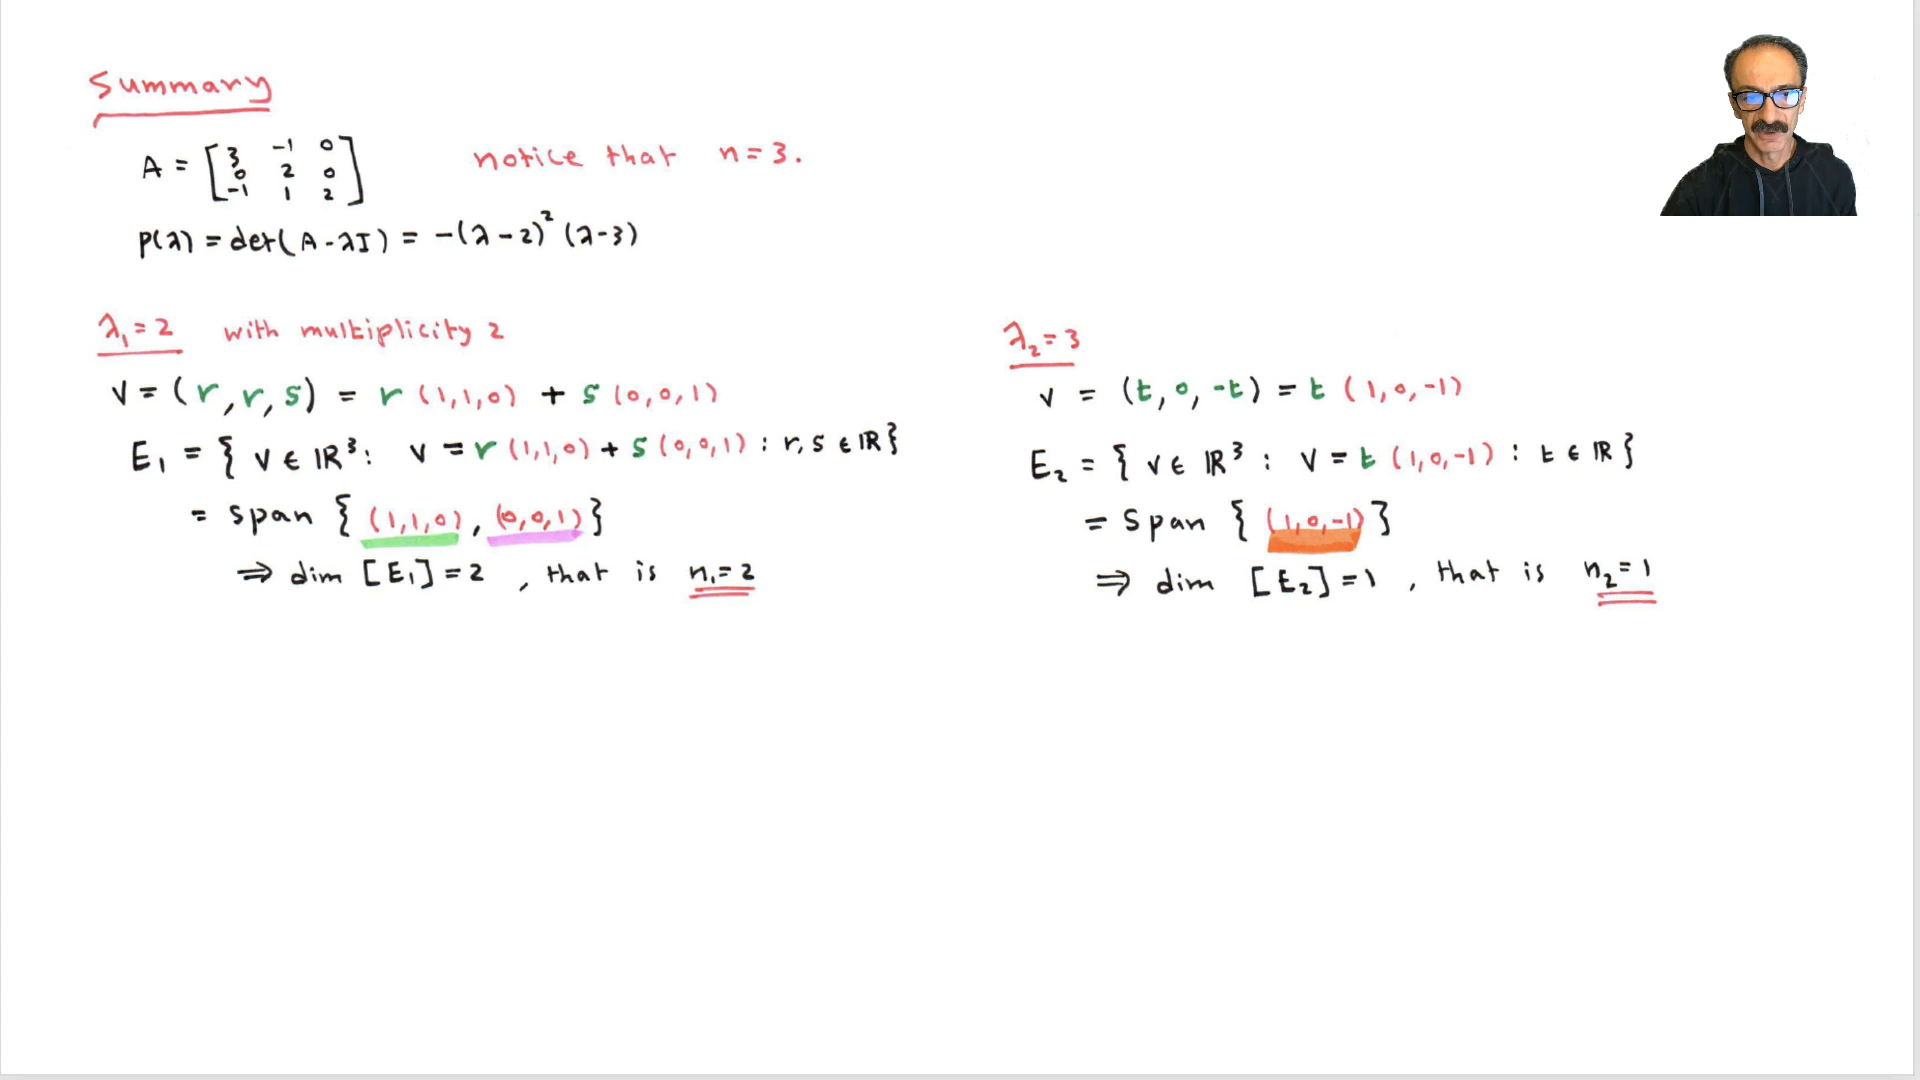 Summary
A = [3 -1 0
0 2 0
-1 1 2] notice that n=3.
p(λ) = det(A-λI) = -(λ-2)² (λ-3)
λ₁=2 with multiplicity 2
v = (r, r, s) = r (1,1,0) + s (0,0,1)
E₁ = { v ∈ ℝ³: v = r (1,1,0) + s (0,0,1) : r, s ∈ ℝ}
= span { (1,1,0), (0,0,1)}
⇒ dim [E₁] = 2, that is n₁=2
λ₂=3
v = (t, 0, -t) = t (1,0,-1)
E₂ = { v ∈ ℝ³ : v = t (1,0,-1) : t ∈ ℝ}
= span { (1,0,-1) }
⇒ dim [E₂] = 1, that is n₂=1